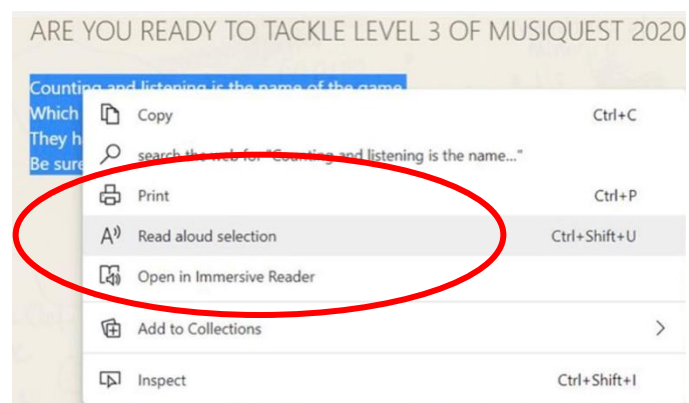 ARE YOU READY TO TACKLE LEVEL 3 OF MUSIQUEST 2020
Counting and listening is the name of the game.
Which
They h
Be sure
Copy Ctrl+C
search the web for "Counting and listening is the name..."
Print Ctrl+P
Read aloud selection Ctrl+Shift+U
Open in Immersive Reader
Add to Collections
Inspect Ctrl+Shift+I